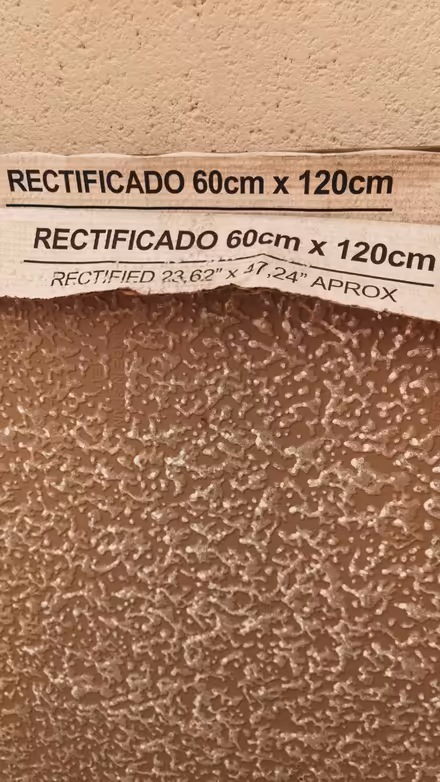 RECTIFICADO 60cm x 120cm
RECTIFICADO 60cm x 120cm
RECTIFIED 23,62" x 47,24" APROX